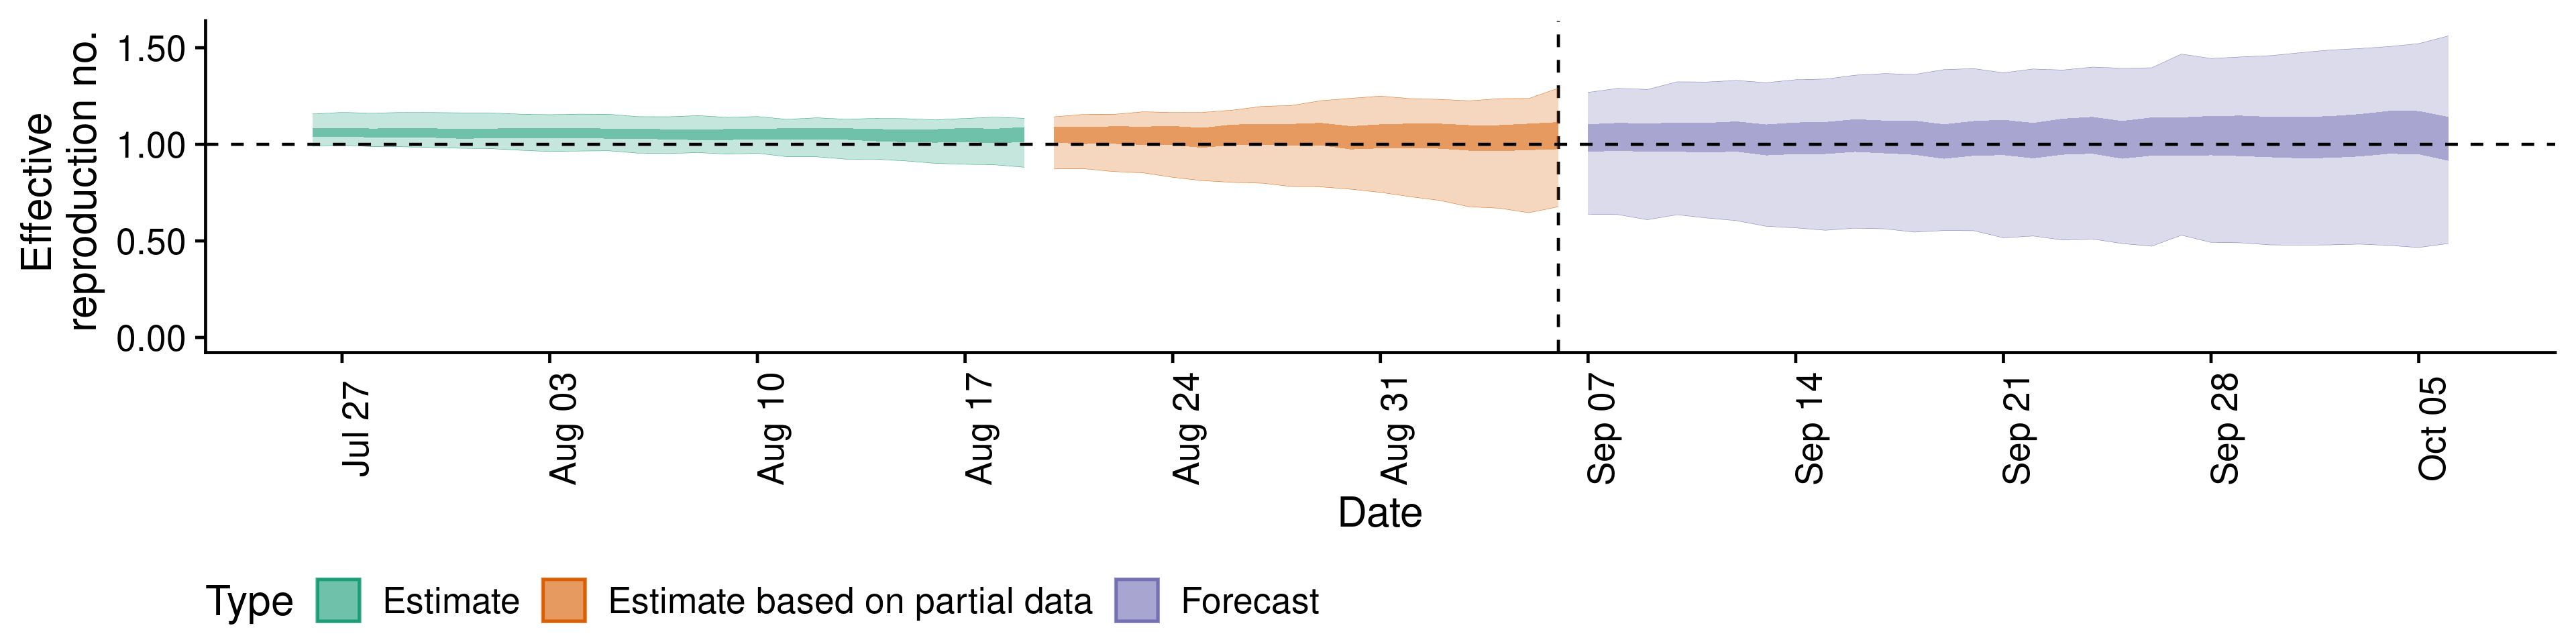 Effective
reproduction no.
1.50
1.00
0.50
0.00
Jul 27
Aug 03
Aug 10
Aug 17
Aug 24
Aug 31
Sep 07
Sep 14
Sep 21
Sep 28
Oct 05
Date
Type Estimate Estimate based on partial data Forecast